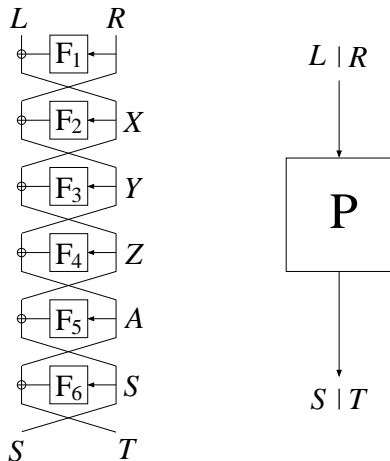 L R
F₁
F₂ X
F₃ Y
F₄ Z
F₅ A
F₆ S
S T
L | R
P
S | T